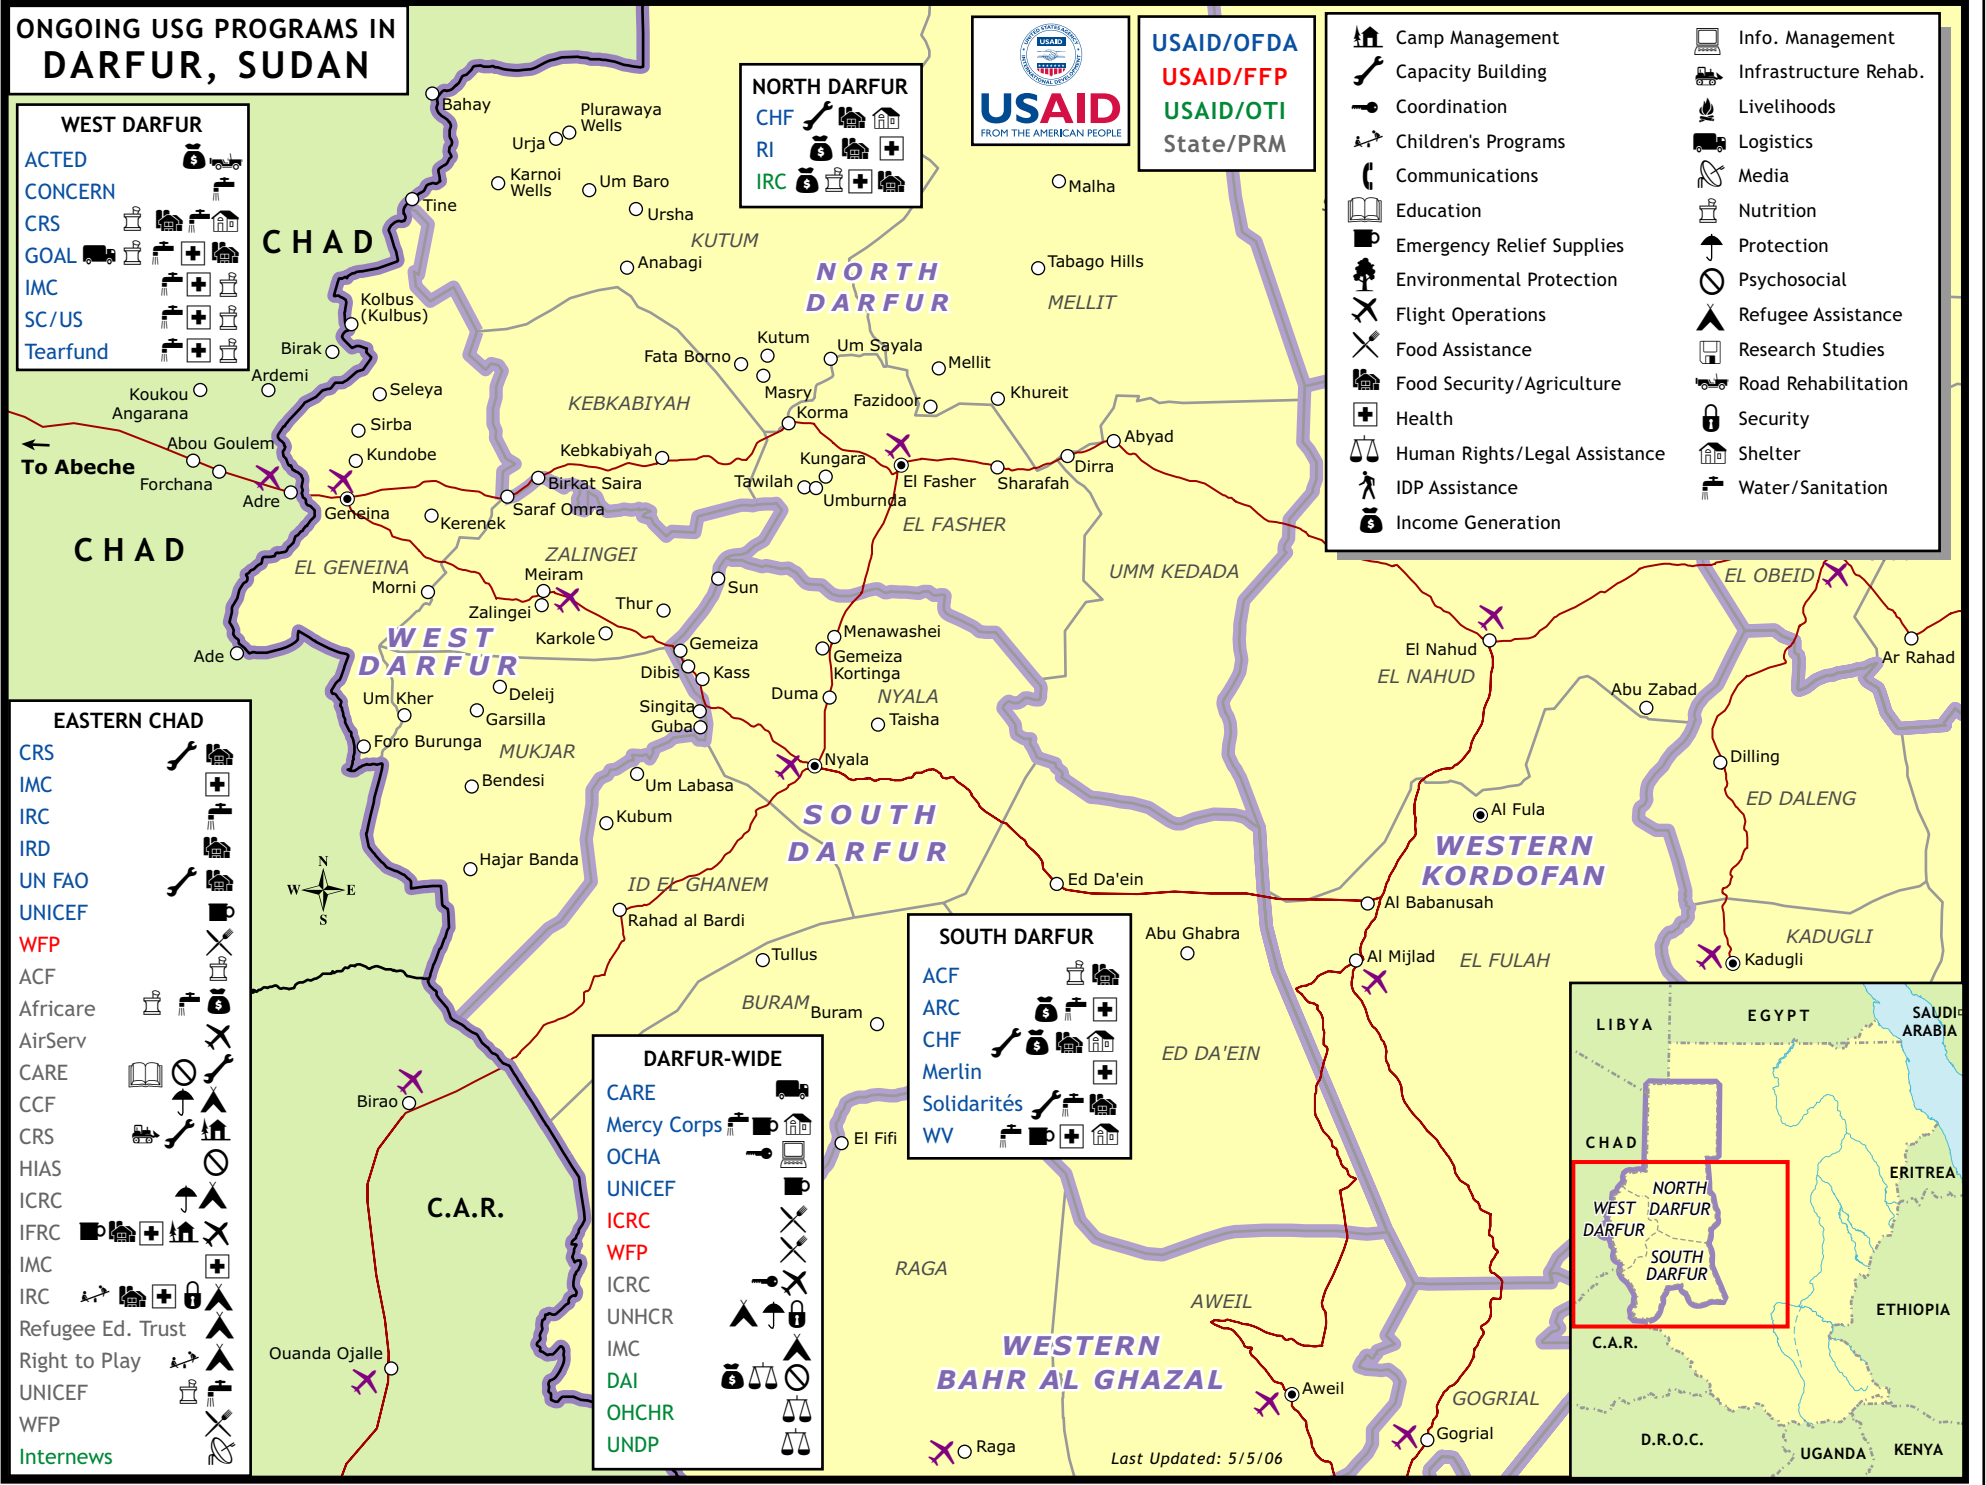 ONGOING USG PROGRAMS IN
DARFUR, SUDAN
WEST DARFUR
ACTED
CONCERN
CRS
GOAL
IMC
SC/US
Tearfund
NORTH DARFUR
CHF
RI
IRC
UNITED STATES AGENCY
INTERNATIONAL DEVELOPMENT
USAID
USAID
FROM THE AMERICAN PEOPLE
USAID/OFDA
USAID/FFP
USAID/OTI
State/PRM
Camp Management
Capacity Building
Coordination
Children's Programs
Communications
Education
Emergency Relief Supplies
Environmental Protection
Flight Operations
Food Assistance
Food Security/Agriculture
Health
Human Rights/Legal Assistance
IDP Assistance
Income Generation
Info. Management
Infrastructure Rehab.
Livelihoods
Logistics
Media
Nutrition
Protection
Psychosocial
Refugee Assistance
Research Studies
Road Rehabilitation
Security
Shelter
Water/Sanitation
Bahay
Plurawaya
Wells
Urja
Karnoi
Wells
Um Baro
Ursha
Tine
KUTUM
Anabagi
CHAD
NORTH
DARFUR
Malha
Tabago Hills
MELLIT
Kolbus
(Kulbus)
Birak
Ardemi
Koukou
Angarana
Seleya
Sirba
Kundobe
Abou Goulem
To Abeche
Forchana
Adre
Geneina
Kutum
Fata Borno
Masry
Um Sayala
Mellit
Fazidoor
Khureit
KEBKABIYAH
Korma
Kebkabiyah
Kungara
Tawilah
Umburnda
El Fasher
Sharafah
Dirra
Abyad
Birkat Saira
Saraf Omra
Kerenek
EL FASHER
CHAD
EL GENEINA
ZALINGEI
Meiram
Morni
Zalingei
Thur
Sun
Karkole
UMM KEDADA
EL OBEID
WEST
DARFUR
Ade
Gemeiza
Dibis
Kass
Menawashei
Gemeiza
Kortinga
El Nahud
EL NAHUD
Ar Rahad
Abu Zabad
Um Kher
Deleij
Garsilla
Singita
Guba
Duma
NYALA
Taisha
Foro Burunga
MUKJAR
Bendesi
Um Labasa
Nyala
Dilling
ED DALENG
Kubum
SOUTH
DARFUR
Al Fula
WESTERN
KORDOFAN
Hajar Banda
ID EL GHANEM
Rahad al Bardi
Ed Da'ein
Al Babanusah
N
W
E
S
Tullus
Abu Ghabra
Al Mijlad
EL FULAH
KADUGLI
Kadugli
BURAM
Buram
ED DA'EIN
El Fifi
Birao
C.A.R.
Ouanda Ojalle
RAGA
AWEIL
WESTERN
BAHR AL GHAZAL
Aweil
GOGRIAL
Gogrial
Raga
Last Updated: 5/5/06
EASTERN CHAD
CRS
IMC
IRC
IRD
UN FAO
UNICEF
WFP
ACF
Africare
AirServ
CARE
CCF
CRS
HIAS
ICRC
IFRC
IMC
IRC
Refugee Ed. Trust
Right to Play
UNICEF
WFP
Internews
DARFUR-WIDE
CARE
Mercy Corps
OCHA
UNICEF
ICRC
WFP
ICRC
UNHCR
IMC
DAI
OHCHR
UNDP
SOUTH DARFUR
ACF
ARC
CHF
Merlin
Solidarités
WV
LIBYA
EGYPT
SAUDI
ARABIA
CHAD
NORTH
DARFUR
WEST
DARFUR
SOUTH
DARFUR
ERITREA
ETHIOPIA
C.A.R.
D.R.O.C.
UGANDA
KENYA